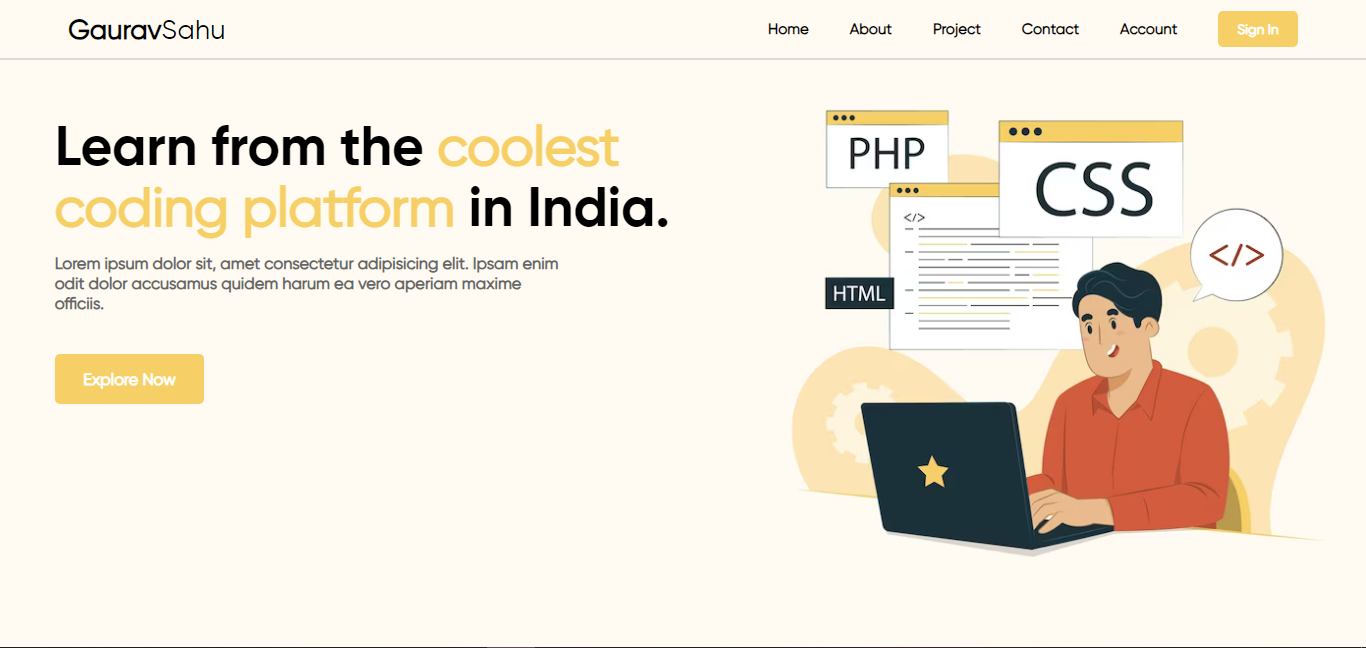 GauravSahu
Home About Project Contact Account Sign In
Learn from the coolest
coding platform in India.
Lorem ipsum dolor sit, amet consectetur adipisicing elit. Ipsam enim
odit dolor accusamus quidem harum ea vero aperiam maxime
officiis.
Explore Now
PHP
CSS
</>
</>
HTML